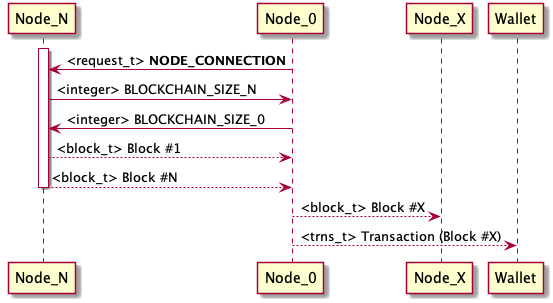 Node_N Node_0 Node_X Wallet
<request_t> NODE_CONNECTION
<integer> BLOCKCHAIN_SIZE_N
<integer> BLOCKCHAIN_SIZE_0
<block_t> Block #1
<block_t> Block #N
<block_t> Block #X
<trns_t> Transaction (Block #X)
Node_N Node_0 Node_X Wallet